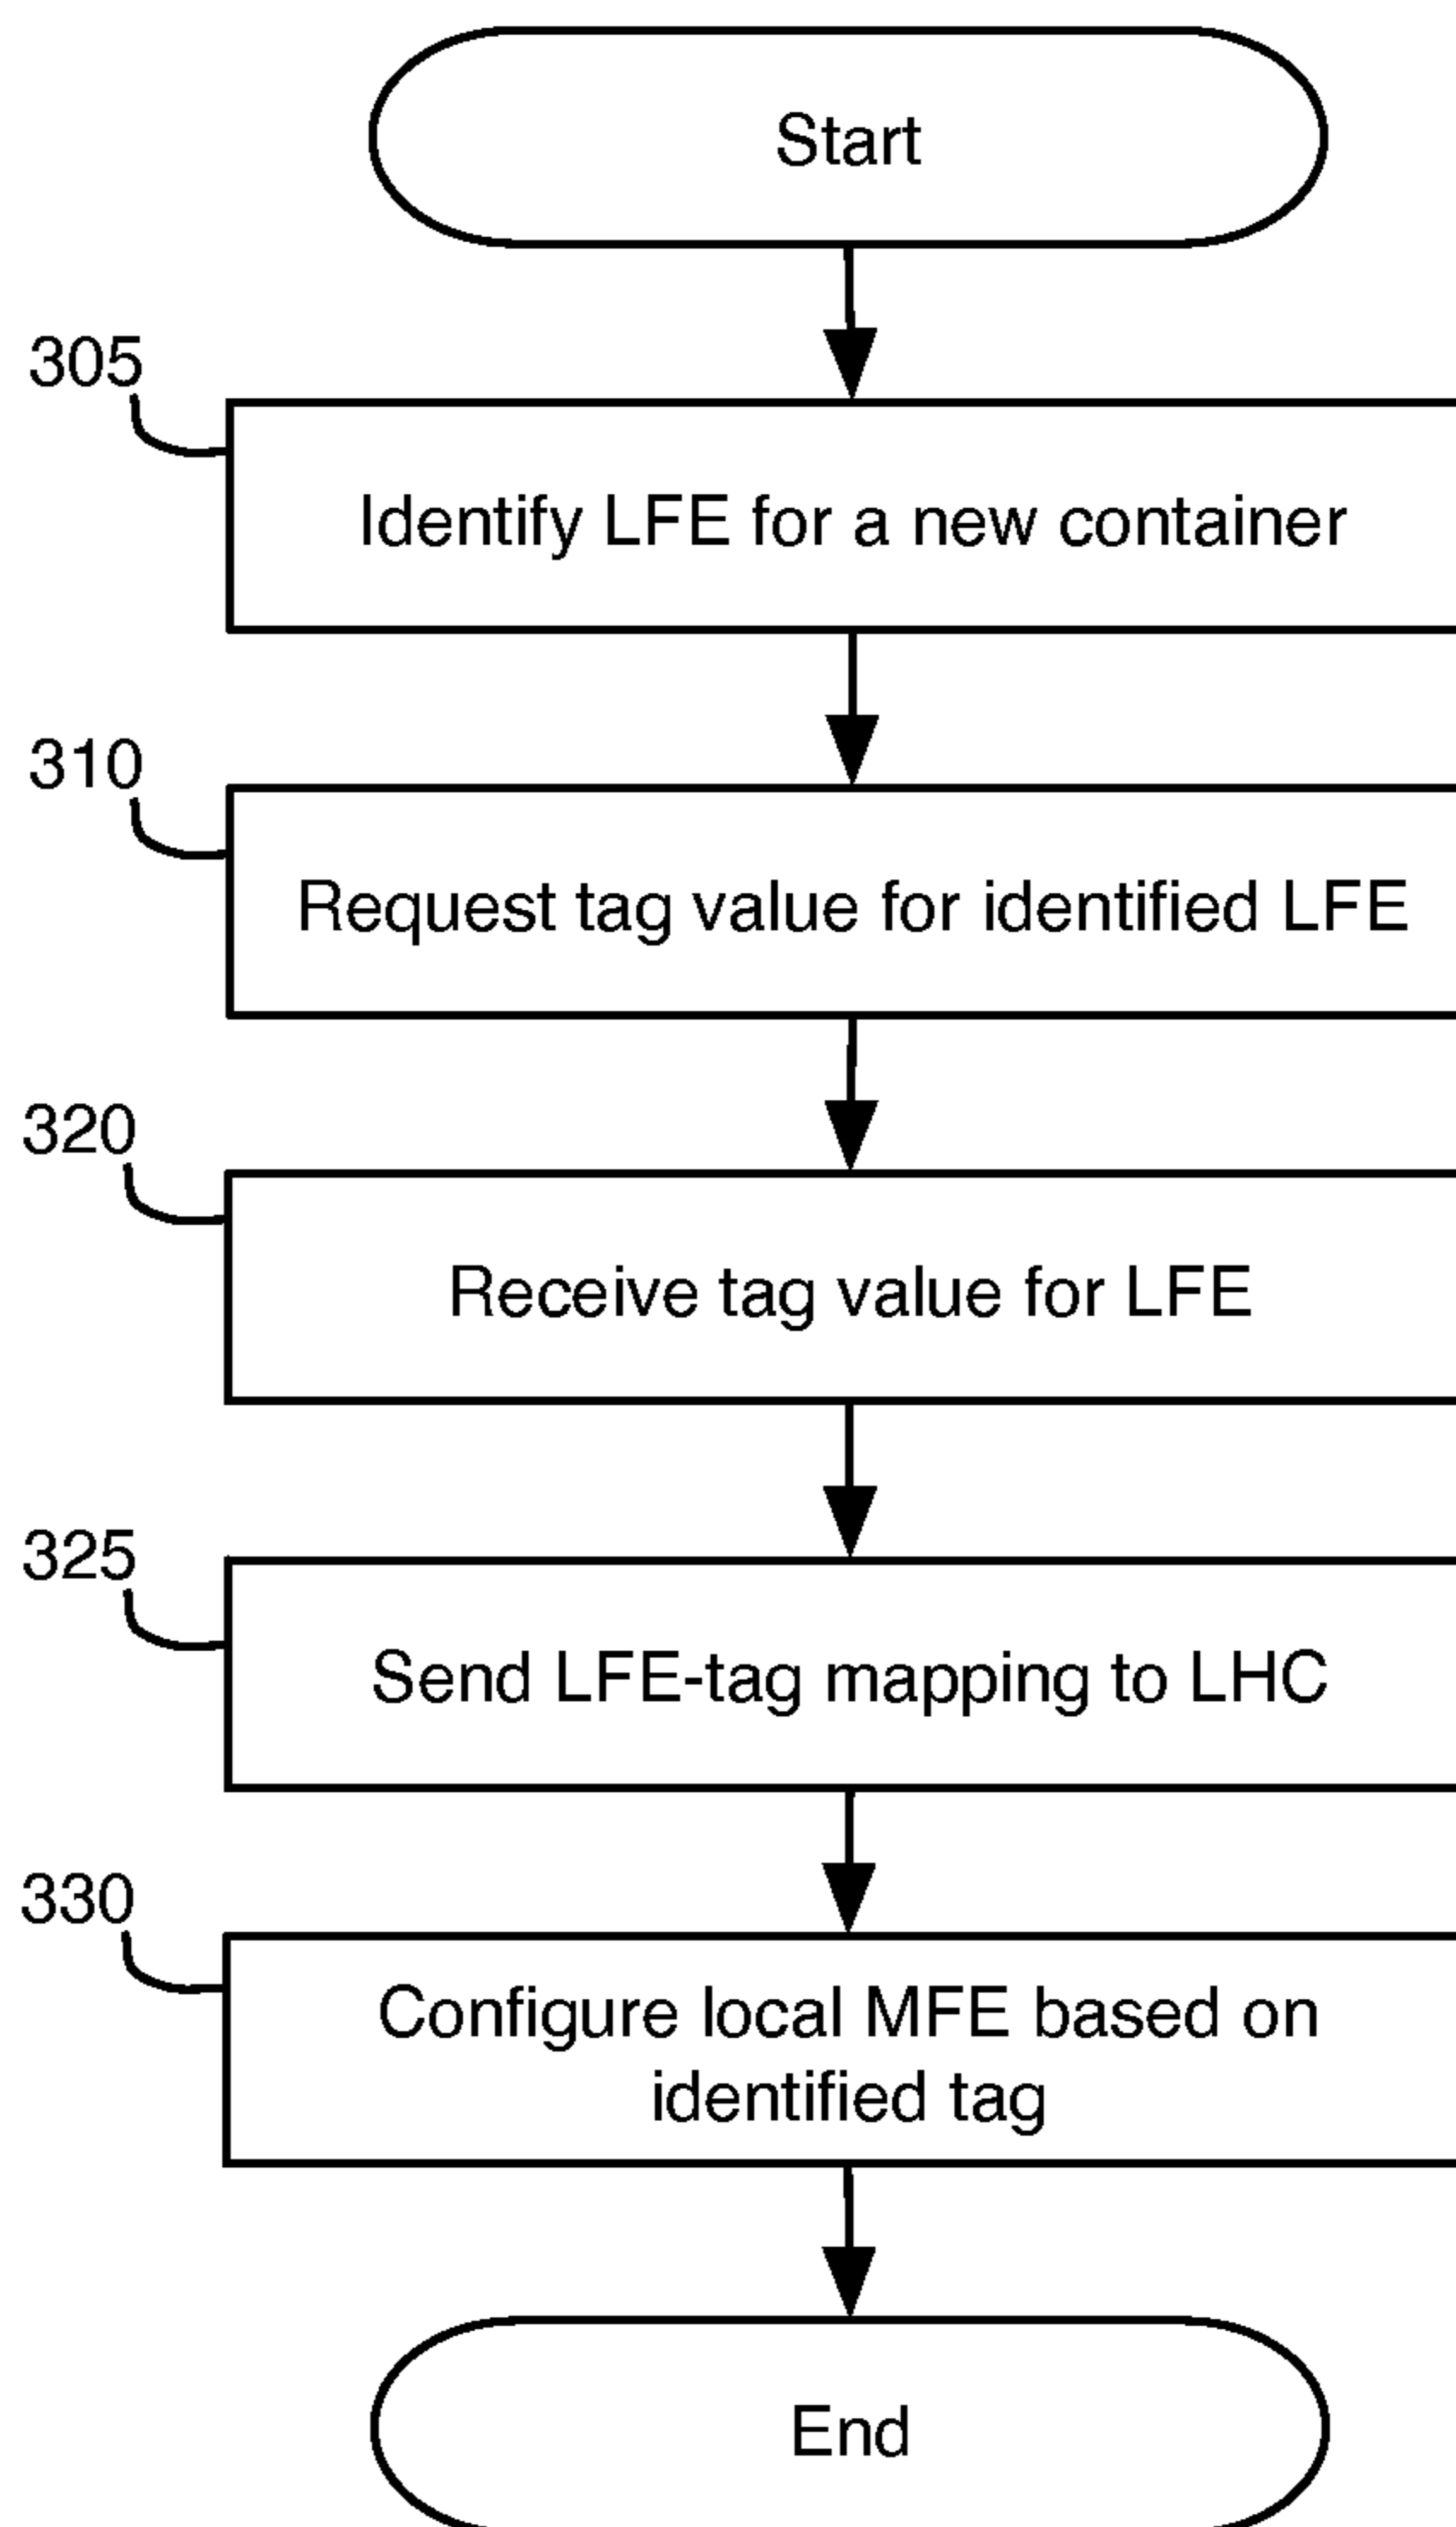 Start
305
Identify LFE for a new container
310
Request tag value for identified LFE
320
Receive tag value for LFE
325
Send LFE-tag mapping to LHC
330
Configure local MFE based on
identified tag
End